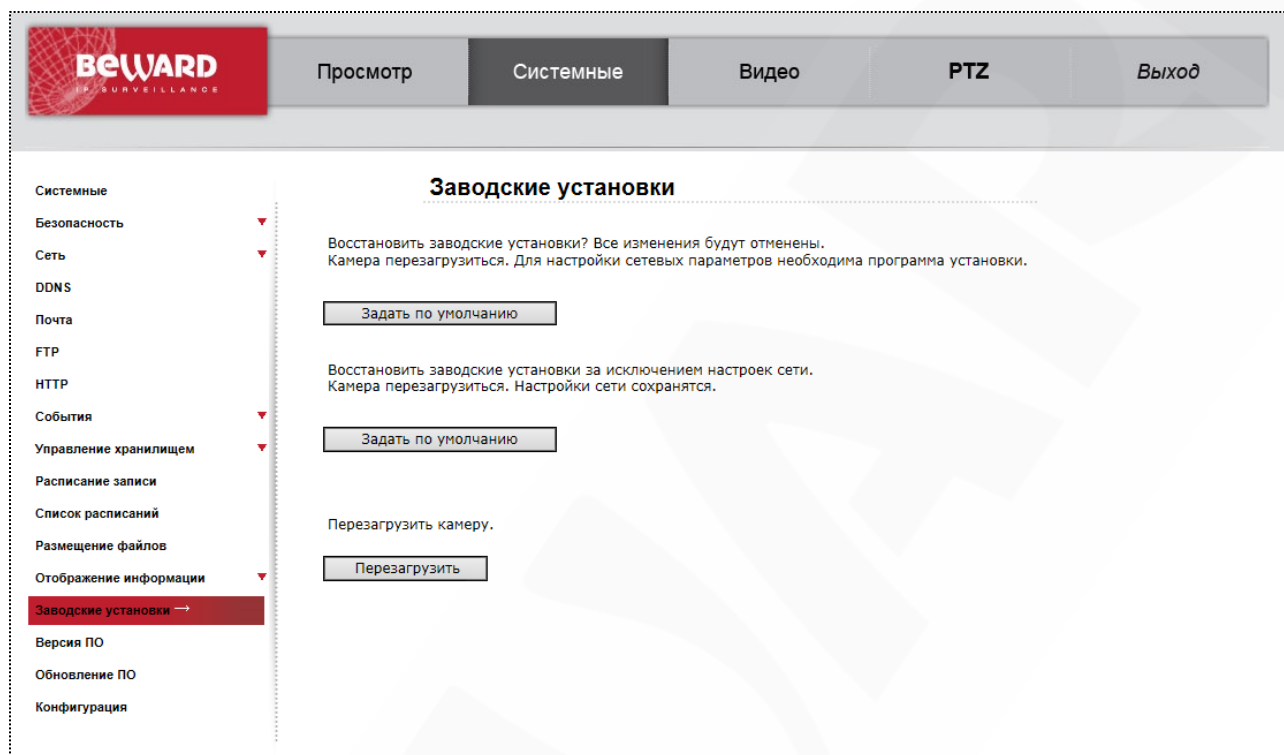 BEWARD
IP SURVEILLANCE
Просмотр
Системные
Видео
PTZ
Выход
Системные
Безопасность
Сеть
DDNS
Почта
FTP
HTTP
События
Управление хранилищем
Расписание записи
Список расписаний
Размещение файлов
Отображение информации
Заводские установки →
Версия ПО
Обновление ПО
Конфигурация
Заводские установки
Восстановить заводские установки? Все изменения будут отменены.
Камера перезагрузиться. Для настройки сетевых параметров необходима программа установки.
Задать по умолчанию
Восстановить заводские установки за исключением настроек сети.
Камера перезагрузиться. Настройки сети сохранятся.
Задать по умолчанию
Перезагрузить камеру.
Перезагрузить